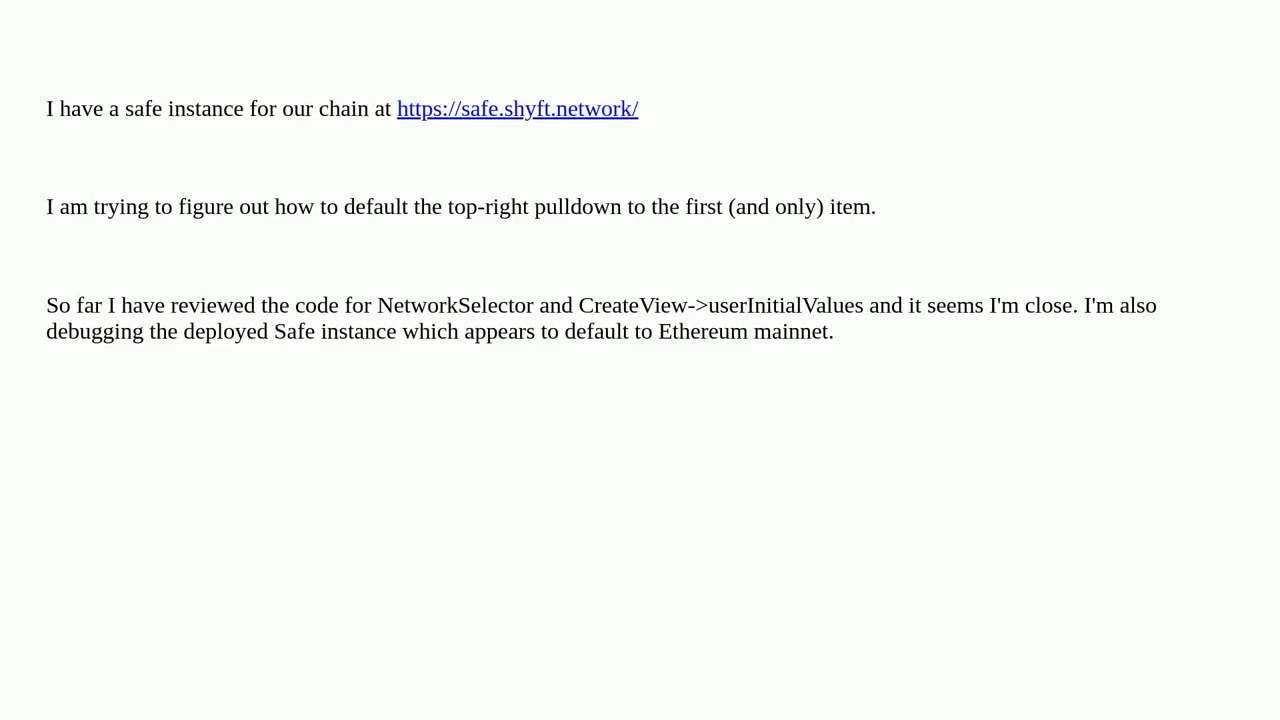 I have a safe instance for our chain at https://safe.shyft.network/
I am trying to figure out how to default the top-right pulldown to the first (and only) item.
So far I have reviewed the code for NetworkSelector and CreateView->userInitialValues and it seems I'm close. I'm also
debugging the deployed Safe instance which appears to default to Ethereum mainnet.